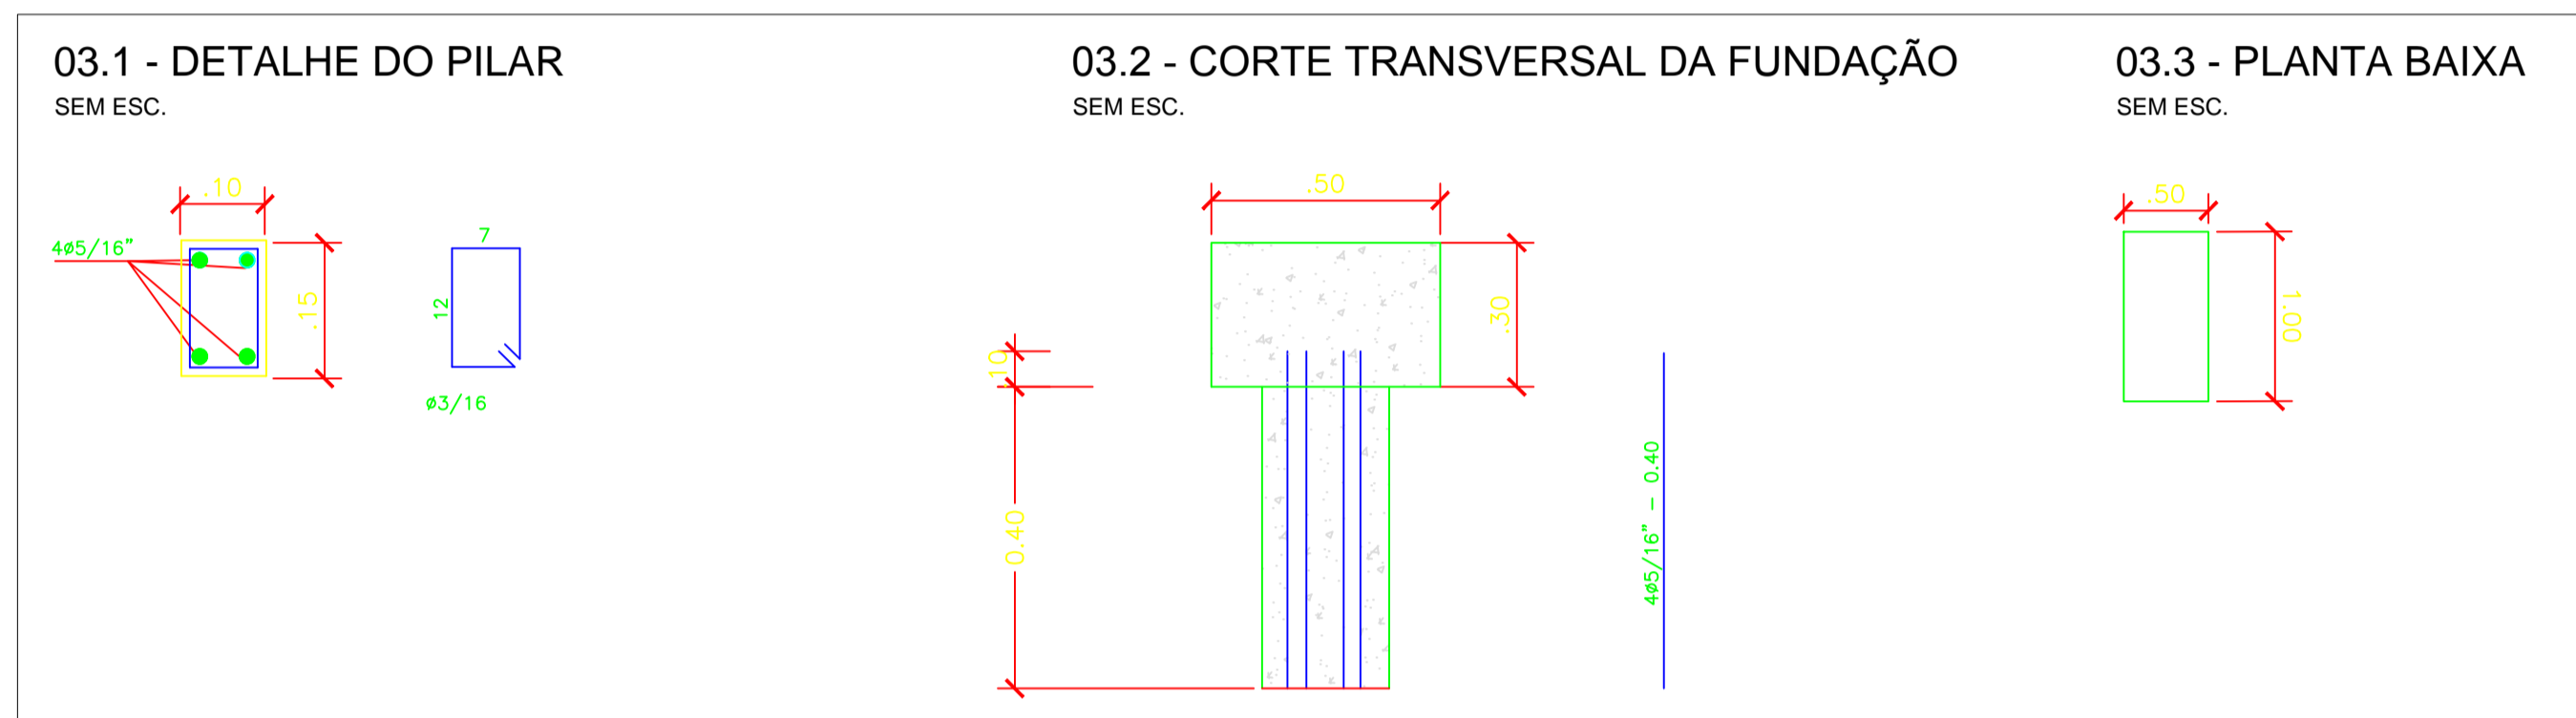 03.1 - DETALHE DO PILAR
SEM ESC.
.10
4ø5/16"
.15
7
12
ø3/16
03.2 - CORTE TRANSVERSAL DA FUNDAÇÃO
SEM ESC.
.50
.30
.10
0.40
4ø5/16" - 0.40
03.3 - PLANTA BAIXA
SEM ESC.
.50
1.00